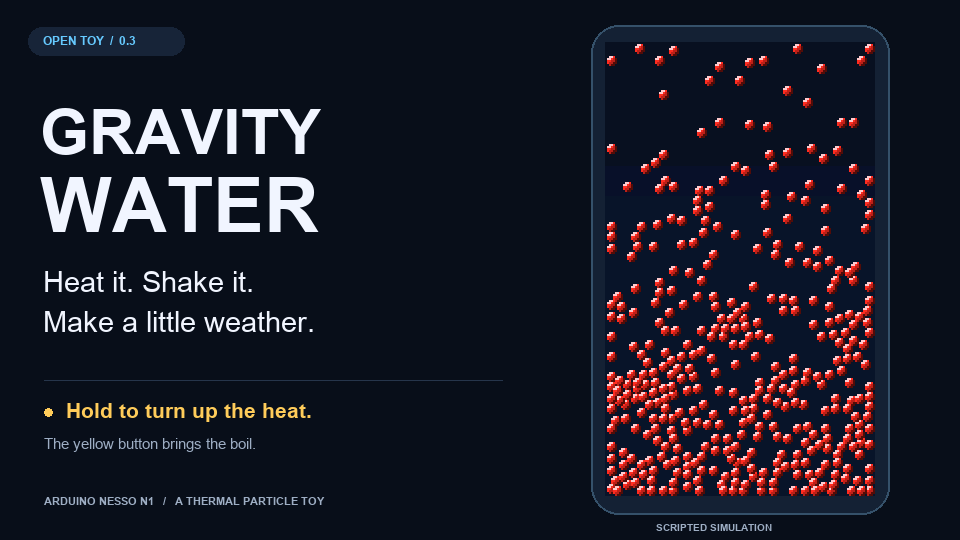 OPEN TOY / 0.3
GRAVITY
WATER
Heat it. Shake it.
Make a little weather.
Hold to turn up the heat.
The yellow button brings the boil.
ARDUINO NESSO N1 / A THERMAL PARTICLE TOY
SCRIPTED SIMULATION